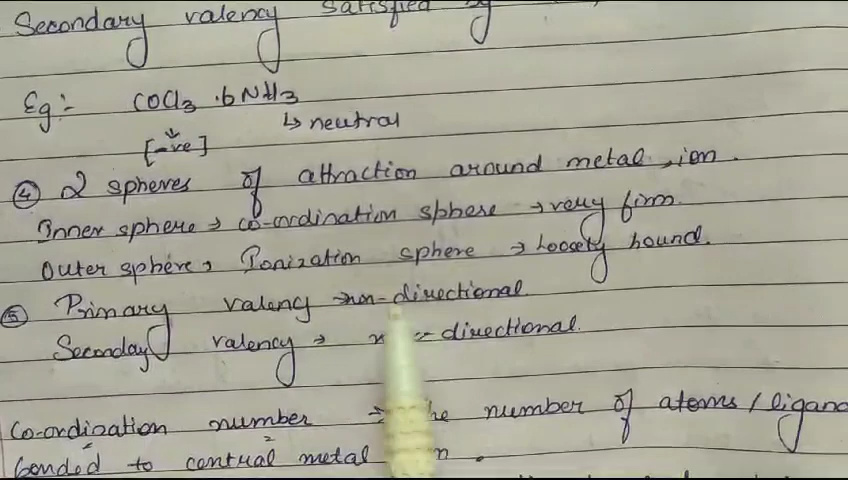 Secondary valency satisfied by
Eg:- COCl3 .6NH3
↳ neutral
[-ve]
④ 2 spheres of attraction around metal ion.
Inner sphere → co-ordination sphere → very firm
Outer sphere, Ionization sphere → Loosely bound.
⑤ Primary valency → non-directional
Seconday valency → -directional.
Co-ordination number → the number of atoms / ligand
bonded to central metal